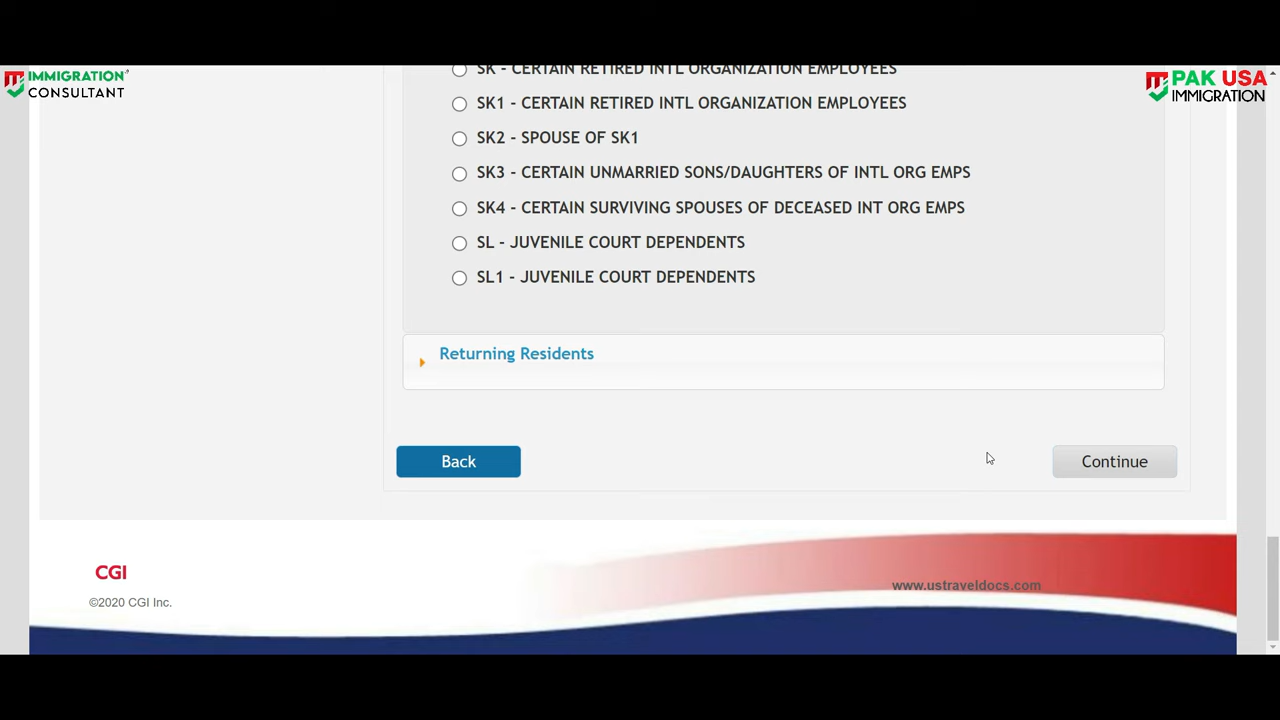 IMMIGRATION
CONSULTANT
PAK USA
IMMIGRATION
SK - CERTAIN RETIRED INTL ORGANIZATION EMPLOYEES
SK1 - CERTAIN RETIRED INTL ORGANIZATION EMPLOYEES
SK2 - SPOUSE OF SK1
SK3 - CERTAIN UNMARRIED SONS/DAUGHTERS OF INTL ORG EMPS
SK4 - CERTAIN SURVIVING SPOUSES OF DECEASED INT ORG EMPS
SL - JUVENILE COURT DEPENDENTS
SL1 - JUVENILE COURT DEPENDENTS
Returning Residents
Back
Continue
CGI
www.ustraveldocs.com
©2020 CGI Inc.